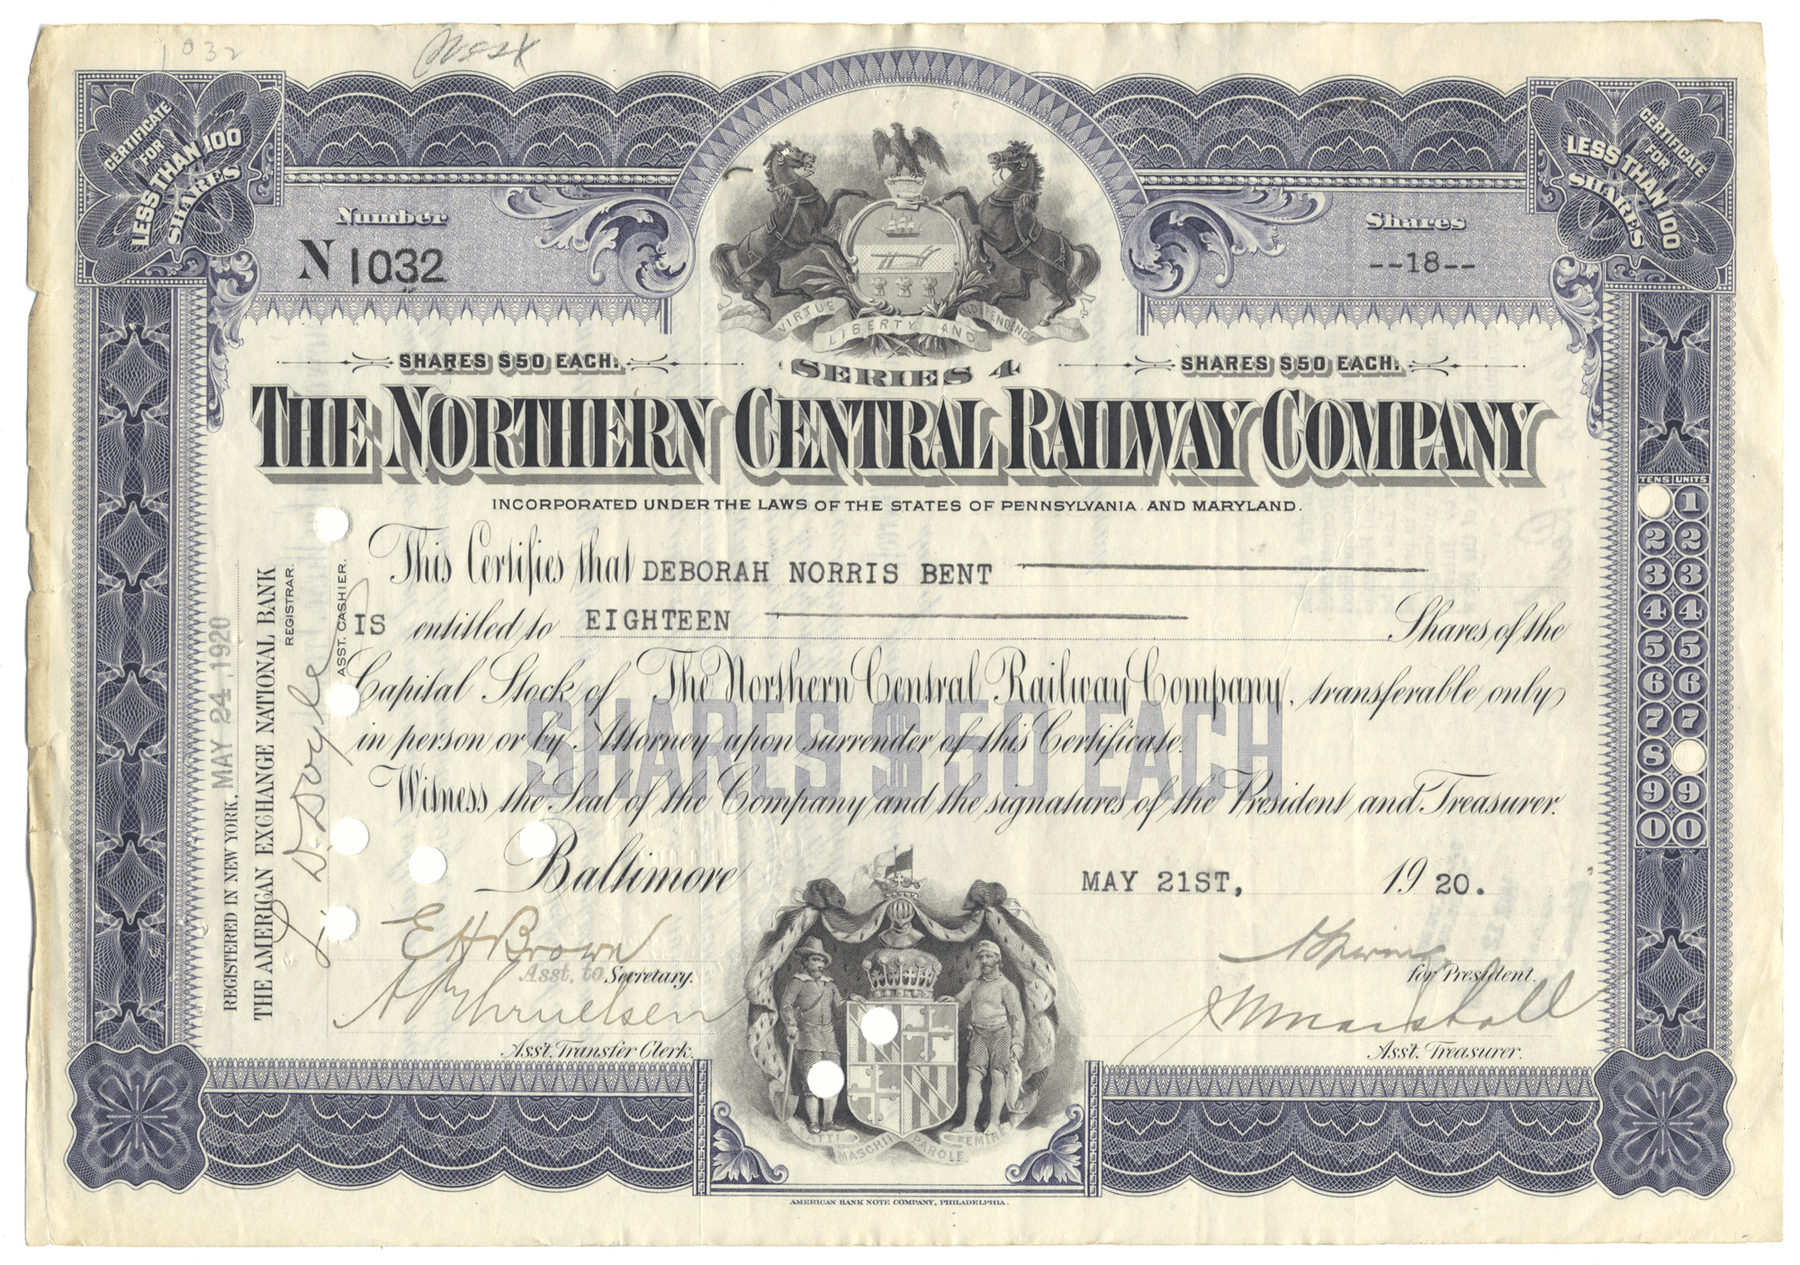 1032
CERTIFICATE
FOR
LESS THAN 100
SHARES
CERTIFICATE
FOR
LESS THAN 100
SHARES
Number
N 1032
Shares
--18--
VIRTUE LIBERTY AND INDEPENDENCE
SHARES $50 EACH.
SERIES 4
SHARES $50 EACH.
THE NORTHERN CENTRAL RAILWAY COMPANY
INCORPORATED UNDER THE LAWS OF THE STATES OF PENNSYLVANIA AND MARYLAND.
This Certifies that DEBORAH NORRIS BENT
IS entitled to EIGHTEEN Shares of the
Capital Stock of The Northern Central Railway Company, transferable only
in person or by Attorney upon surrender of this Certificate.
SHARES $50 EACH
Witness the Seal of the Company and the signatures of the President and Treasurer.
Baltimore MAY 21ST, 1920.
E H Brown
Asst. to Secretary.
for President.
Asst. Transfer Clerk.
J W Marshall
Asst. Treasurer.
REGISTERED IN NEW YORK, MAY 24, 1920
THE AMERICAN EXCHANGE NATIONAL BANK
REGISTRAR.
Doyle
ASST. CASHIER.
TENS UNITS
1
2 2
3 3
4 4
5 5
6 6
7 7
8
9 9
0 0
FATTI MASCHII PAROLE FEMINE
AMERICAN BANK NOTE COMPANY, PHILADELPHIA.